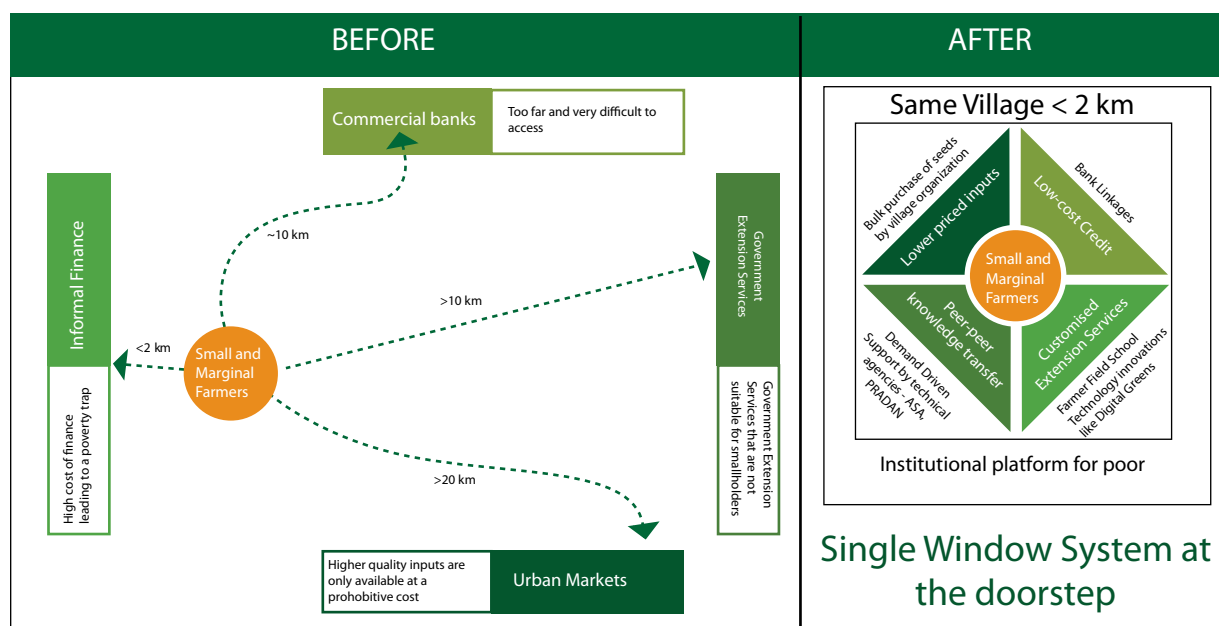 BEFORE
AFTER
Commercial banks
Too far and very difficult to
access
Informal Finance
High cost of finance
leading to a poverty trap
~10 km
>10 km
<2 km
>20 km
Small and
Marginal
Farmers
Government
Extension Services
Government Extension
Services that are not
suitable for smallholders
Higher quality inputs are
only available at a
prohobitive cost
Urban Markets
Same Village < 2 km
Bulk purchase of seeds
by village organization
Lower priced inputs
Bank Linkages
Low-cost Credit
Small and
Marginal
Farmers
Peer-peer
knowledge transfer
Demand Driven
Support by technical
agencies - ASA,
PRADAN
Customised
Extension Services
Farmer Field School
Technology innovations
like Digital Greens
Institutional platform for poor
Single Window System at
the doorstep